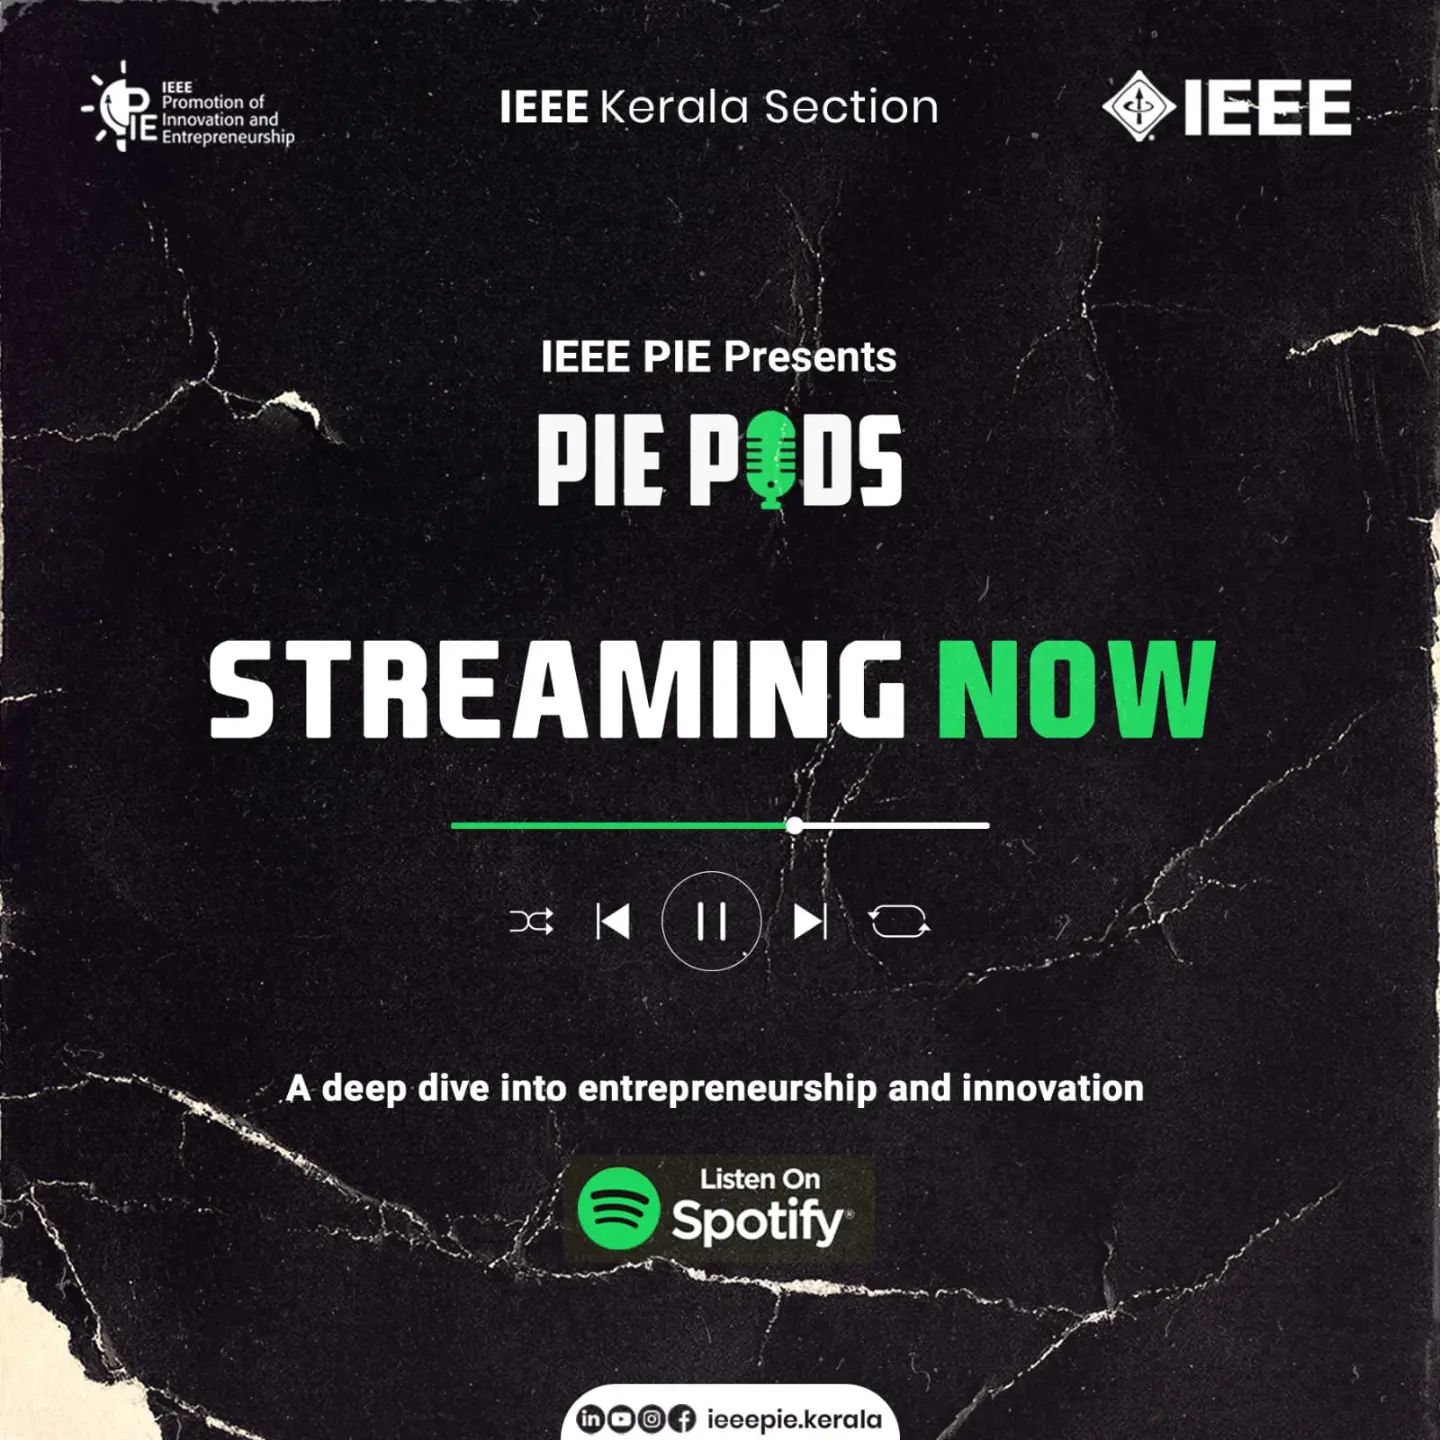 PIE
IEEE
Promotion of
Innovation and
Entrepreneurship
IEEE Kerala Section
IEEE
IEEE PIE Presents
PIE PODS
STREAMING NOW
A deep dive into entrepreneurship and innovation
Listen On
Spotify®
ieeepie.kerala